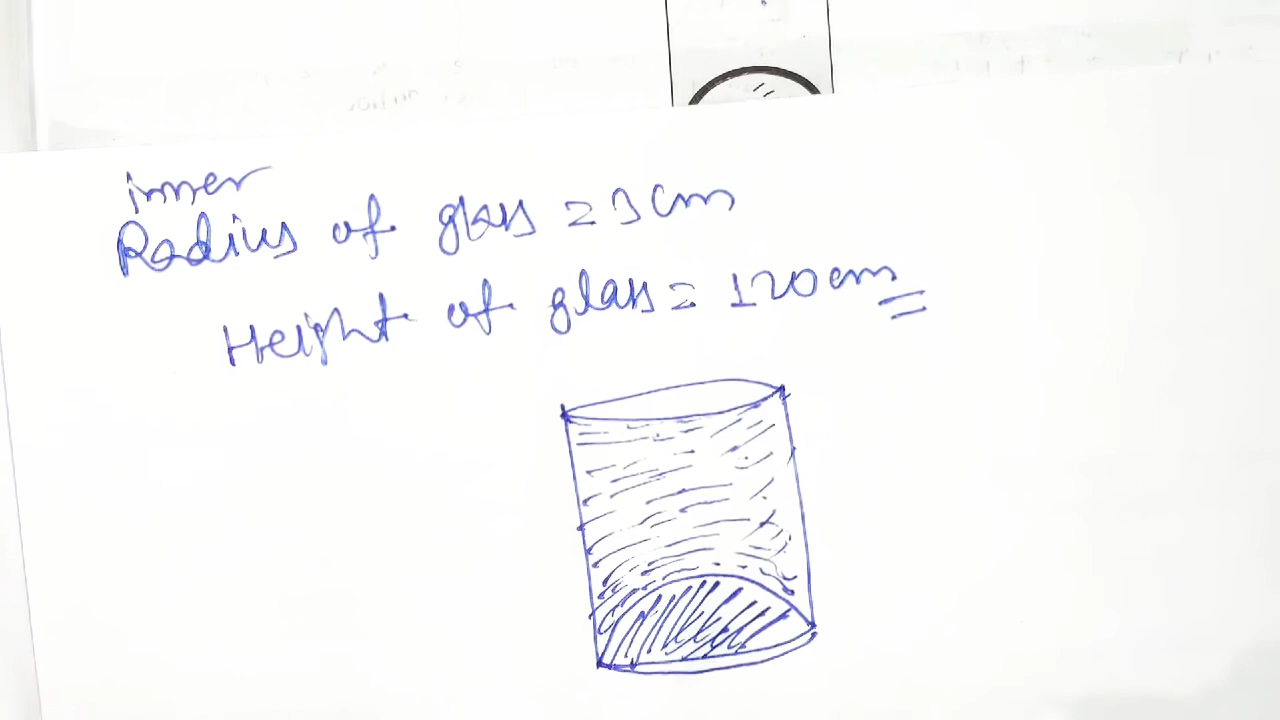 inner
Radius of glass = 3 cm
Height of glass = 120 cm